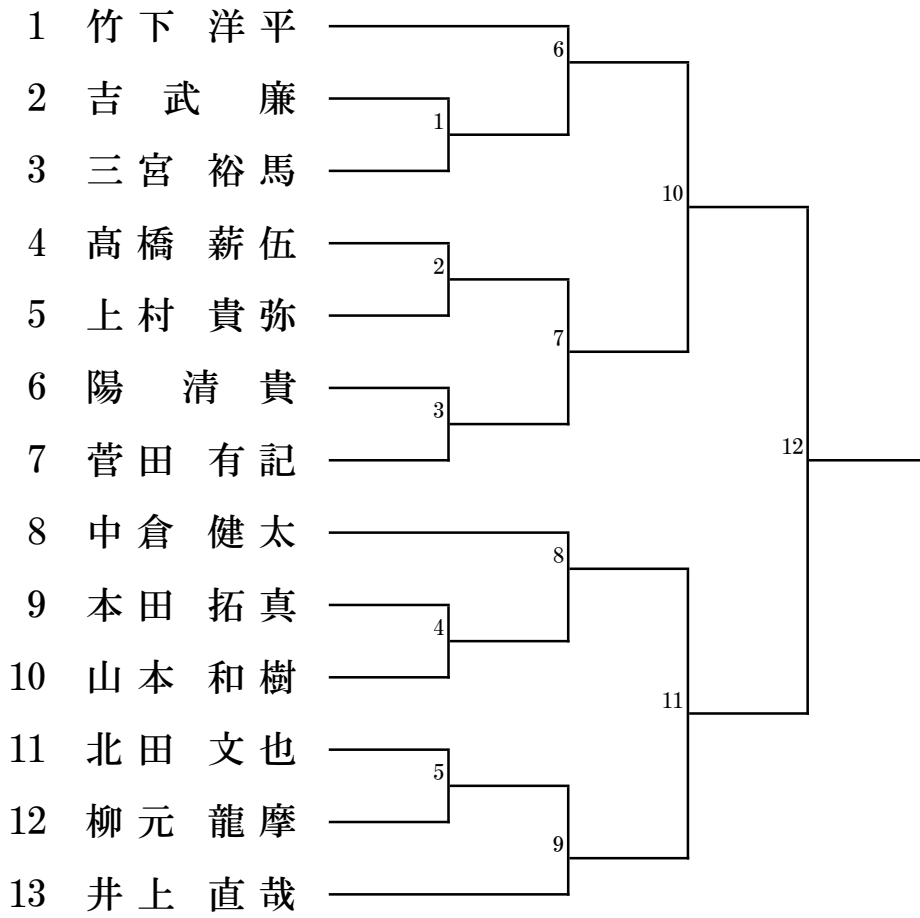 1 竹下 洋平
6
2 吉武 廉
1
3 三宮 裕馬
10
4 髙橋 薪伍
2
5 上村 貴弥
7
6 陽 清貴
3
7 菅田 有記
12
8 中倉 健太
8
9 本田 拓真
4
10 山本 和樹
11
11 北田 文也
5
12 柳元 龍摩
9
13 井上 直哉